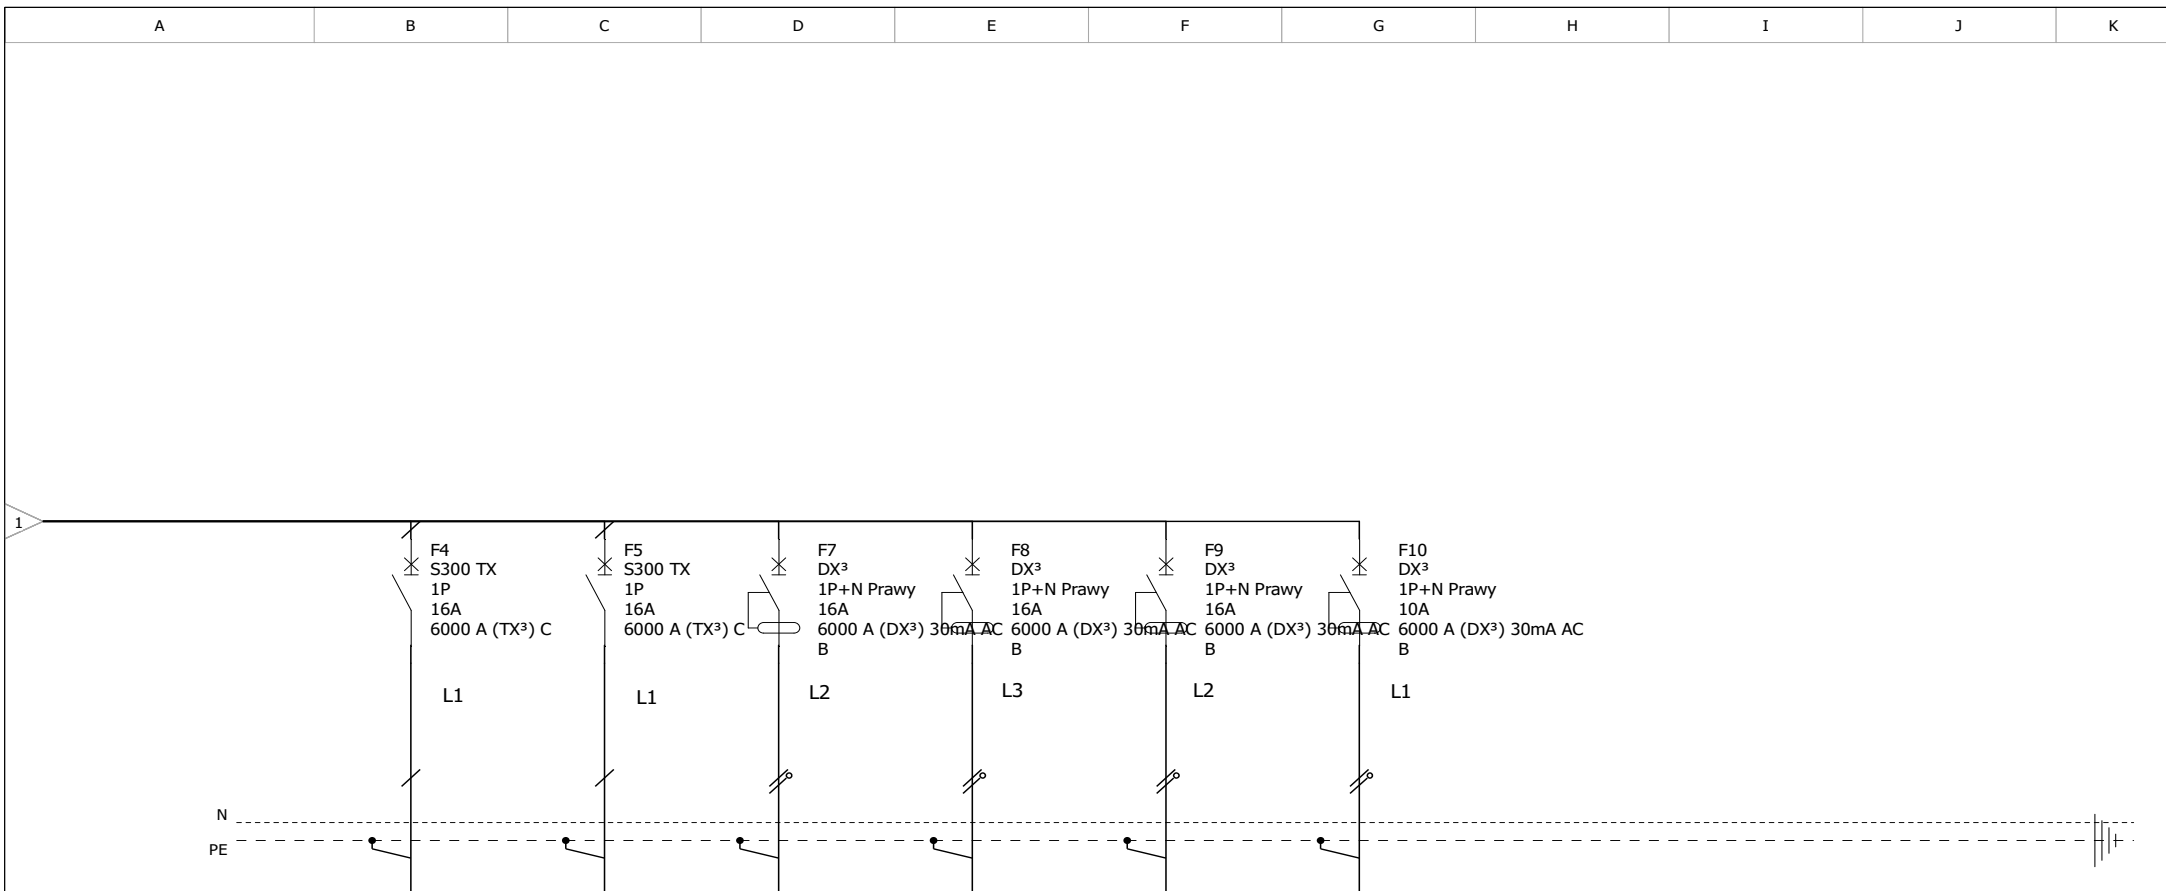 A B C D E F G H I J K
1
F4
S300 TX
1P
16A
6000 A (TX³) C
L1
F5
S300 TX
1P
16A
6000 A (TX³) C
L1
F7
DX³
1P+N Prawy
16A
6000 A (DX³) 30mA AC
B
L2
F8
DX³
1P+N Prawy
16A
6000 A (DX³) 30mA AC
B
L3
F9
DX³
1P+N Prawy
16A
6000 A (DX³) 30mA AC
B
L2
F10
DX³
1P+N Prawy
10A
6000 A (DX³) 30mA AC
B
L1
N
PE